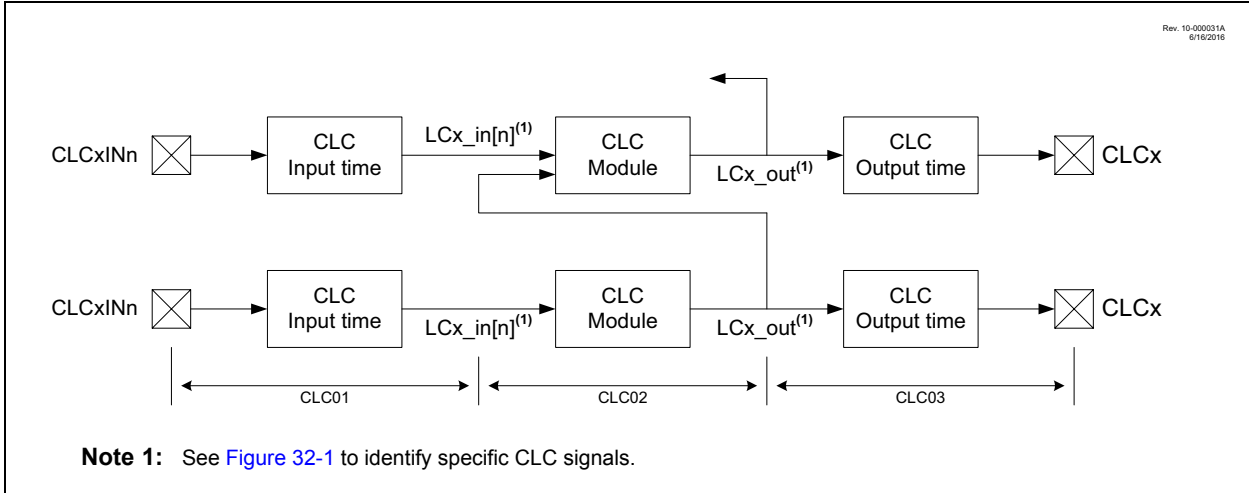 Rev. 10-000031A
6/16/2016
CLCxINn
CLC
Input time
LCx_in[n](1)
CLC
Module
LCx_out(1)
CLC
Output time
CLCx
CLCxINn
CLC
Input time
LCx_in[n](1)
CLC
Module
LCx_out(1)
CLC
Output time
CLCx
CLC01
CLC02
CLC03
Note 1: See Figure 32-1 to identify specific CLC signals.